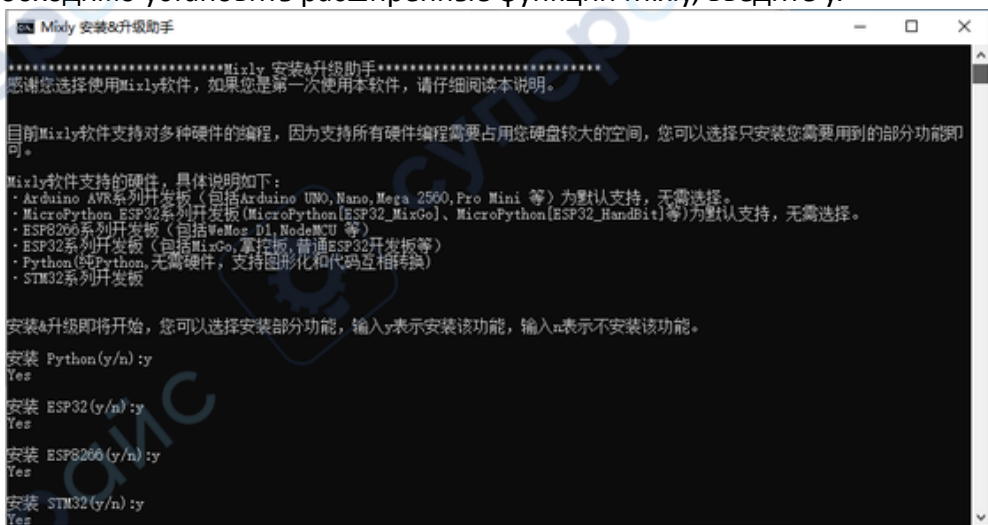 обходимо установить расширенные функции mixly, введите y.
Mixly 安装&升级助手
***************************Mixly 安装&升级助手****************************
感谢您选择使用Mixly软件，如果您是第一次使用本软件，请仔细阅读本说明。
目前Mixly软件支持对多种硬件的编程，因为支持所有硬件编程需要占用您硬盘较大的空间，您可以选择只安装您需要用到的部分功能即
可。
Mixly软件支持的硬件，具体说明如下：
· Arduino AVR系列开发板（包括Arduino UNO,Nano,Mega 2560,Pro Mini 等）为默认支持，无需选择。
· MicroPython ESP32系列开发板(MicroPython[ESP32_MixGo]、MicroPython[ESP32_HandBit]等)为默认支持，无需选择。
· ESP8266系列开发板（包括WeMos D1,NodeMCU 等）
· ESP32系列开发板（包括MixGo,掌控板,普通ESP32开发板等）
· Python(纯Python,无需硬件，支持图形化和代码互相转换)
· STM32系列开发板
安装&升级即将开始，您可以选择安装部分功能，输入y表示安装该功能，输入n表示不安装该功能。
安装 Python(y/n):y
Yes
安装 ESP32(y/n):y
Yes
安装 ESP8266(y/n):y
Yes
安装 STM32(y/n):y
Yes